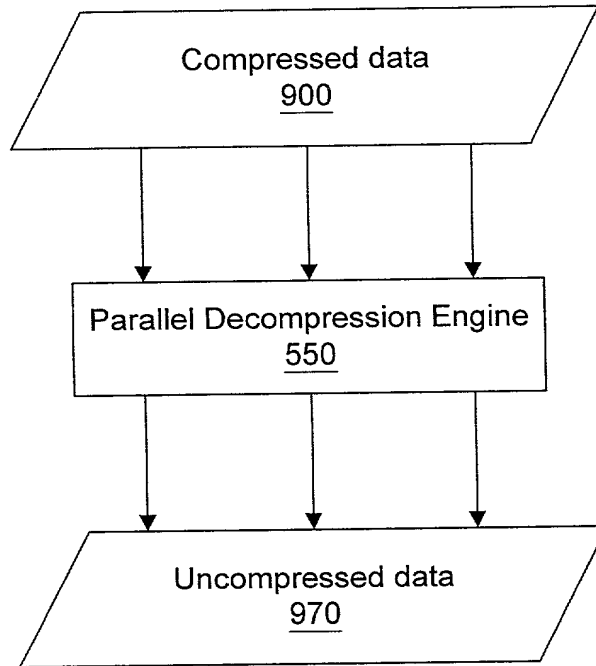 Compressed data
900
Parallel Decompression Engine
550
Uncompressed data
970